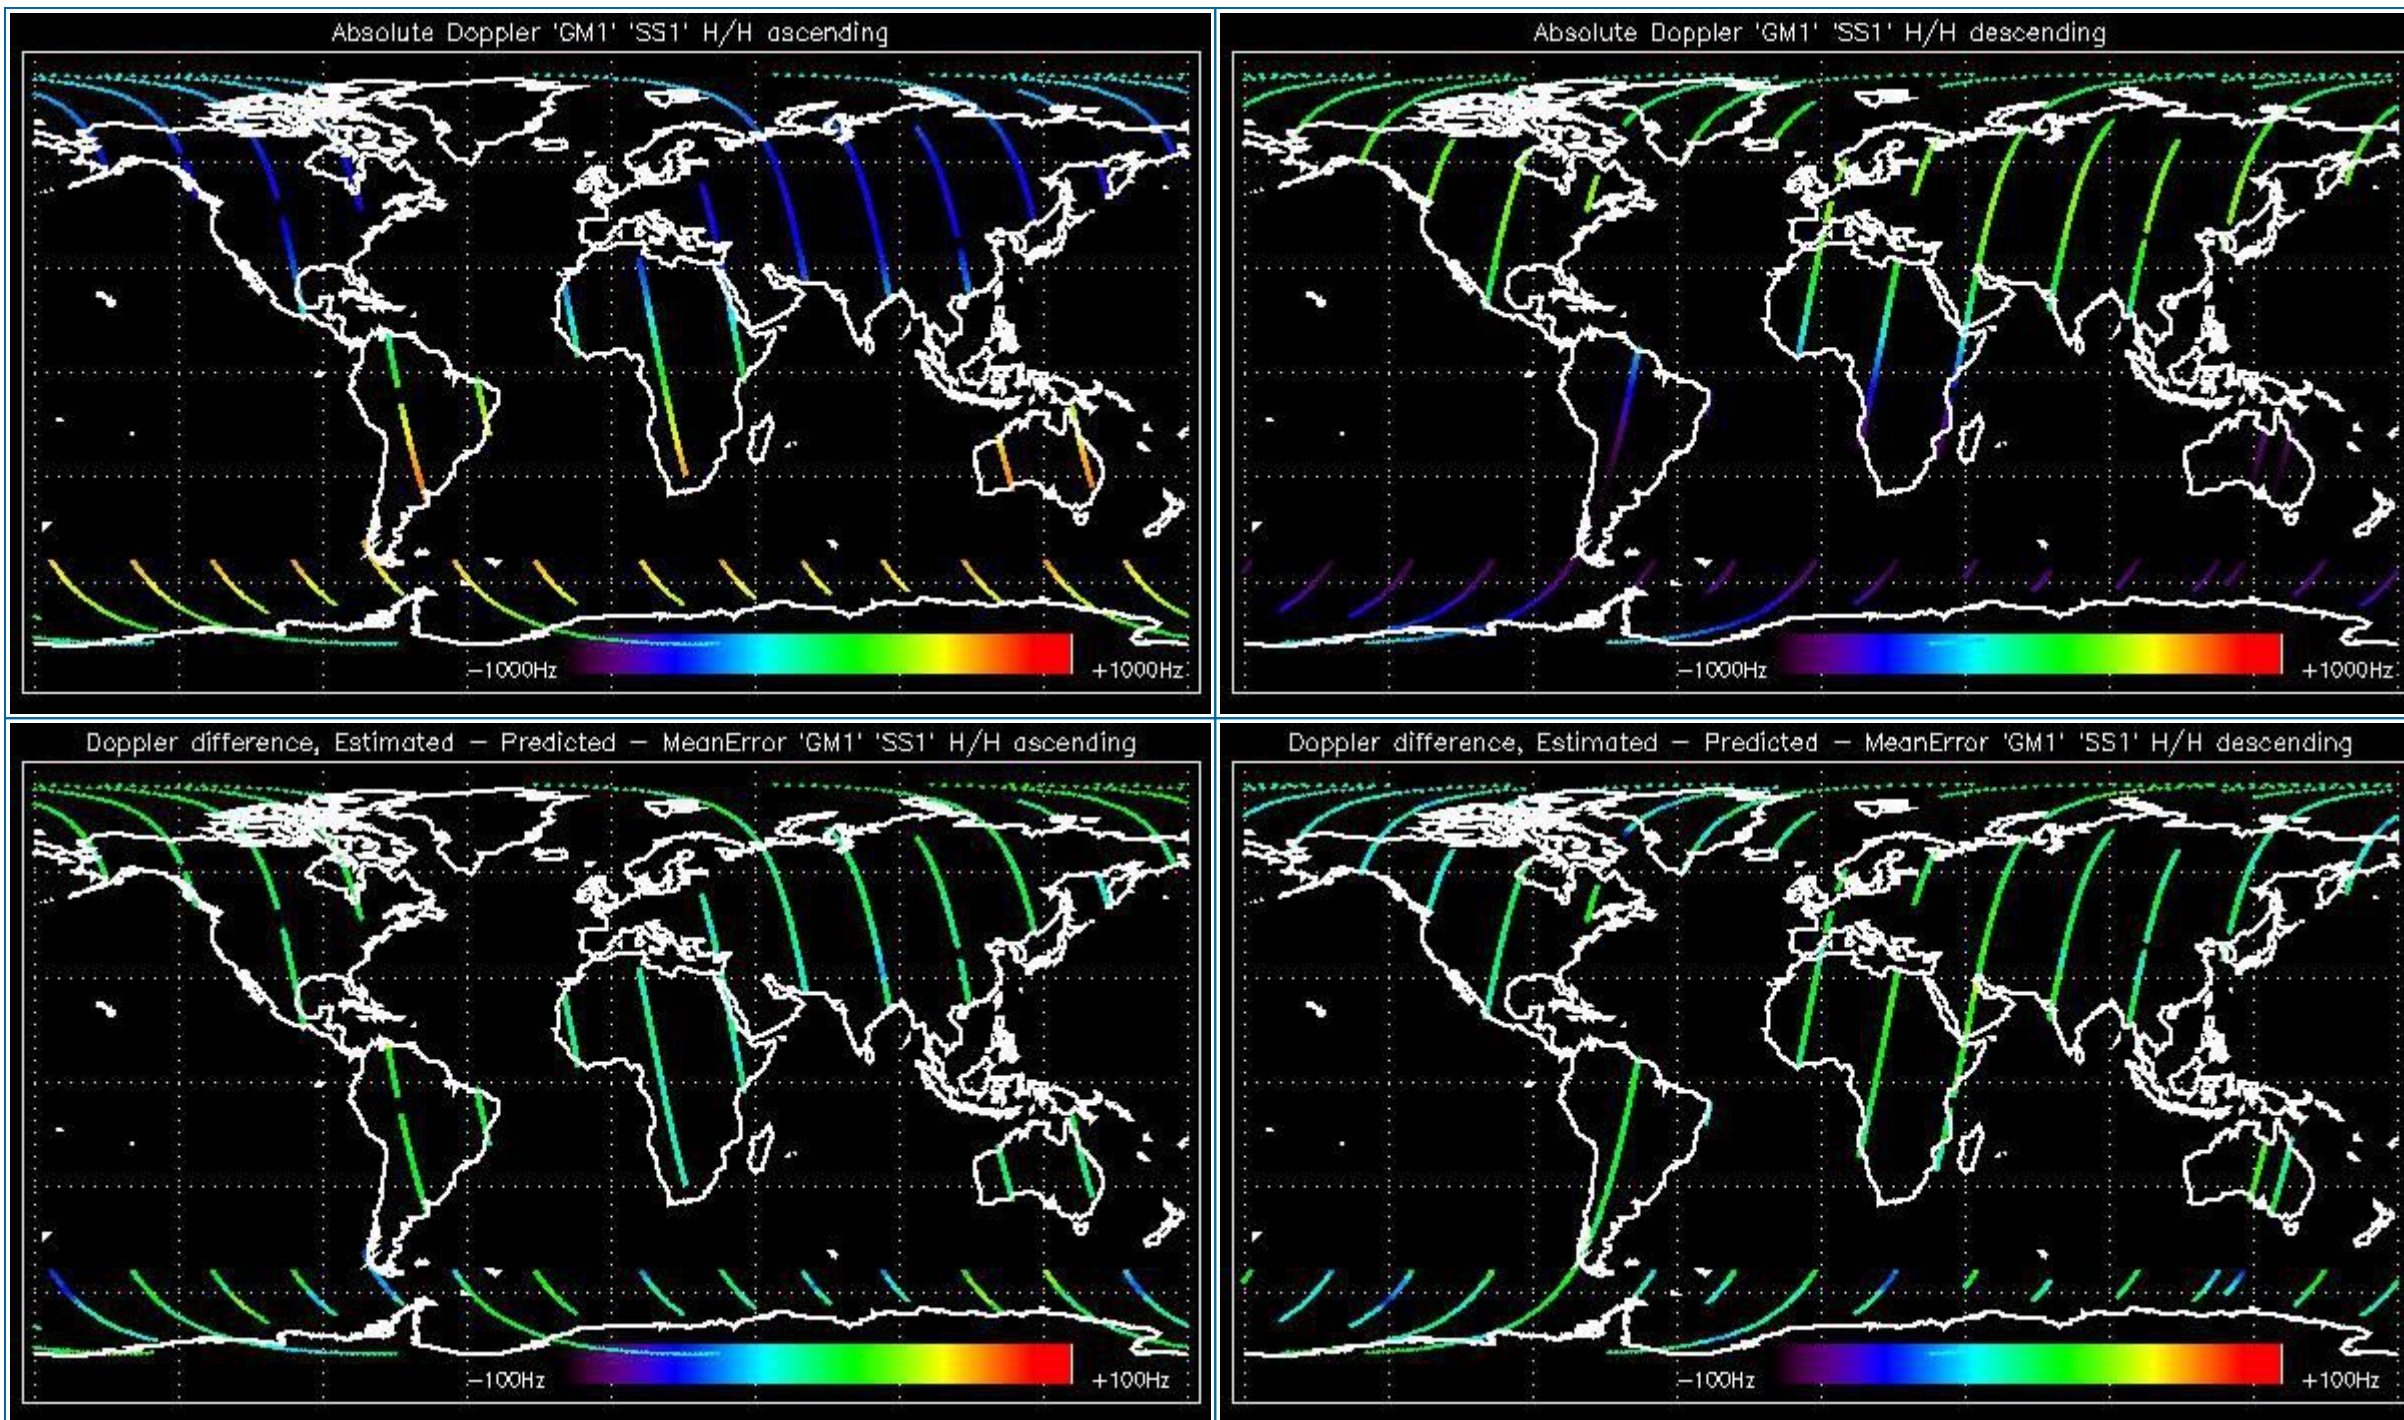 Absolute Doppler 'GM1' 'SS1' H/H ascending
-1000Hz
+1000Hz
Absolute Doppler 'GM1' 'SS1' H/H descending
-1000Hz
+1000Hz
Doppler difference, Estimated - Predicted - MeanError 'GM1' 'SS1' H/H ascending
-100Hz
+100Hz
Doppler difference, Estimated - Predicted - MeanError 'GM1' 'SS1' H/H descending
-100Hz
+100Hz